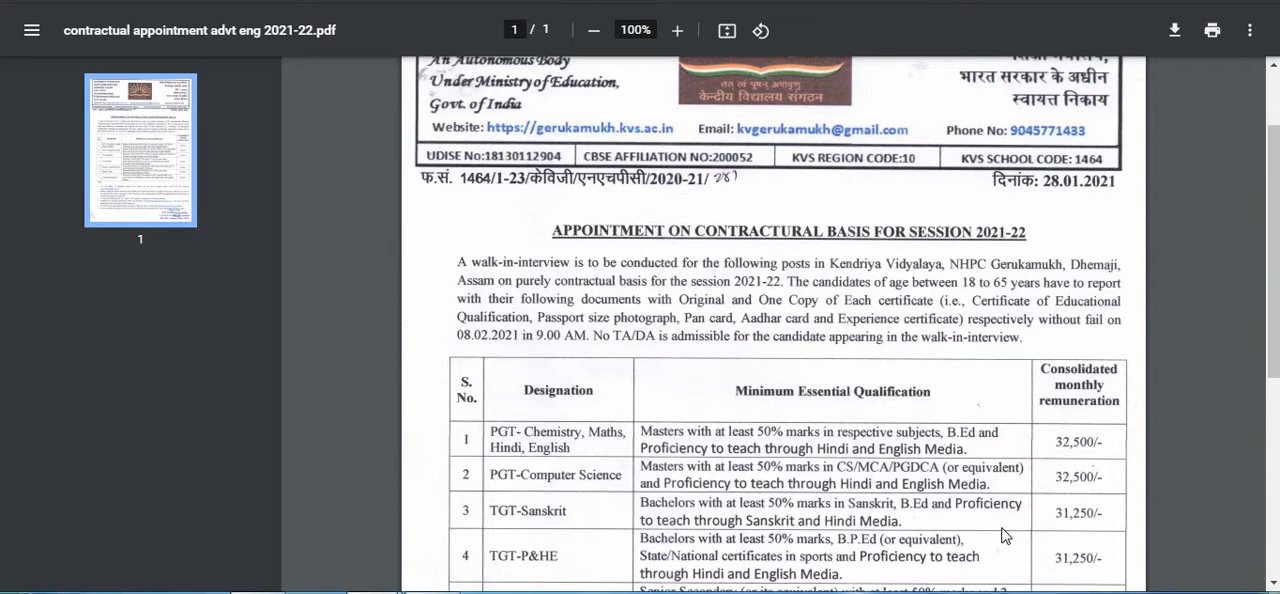 contractual appointment advt eng 2021-22.pdf
1 / 1
100%
1
An Autonomous Body
Under Ministry of Education,
Govt. of India
सत् त्वं पूषन् अपावृणु
केन्द्रीय विद्यालय संगठन
भारत सरकार के अधीन
स्वायत्त निकाय
Website: https://gerukamukh.kvs.ac.in Email: kvgerukamukh@gmail.com Phone No: 9045771433
CBSE AFFILIATION NO:200052 KVS REGION CODE:10 KVS SCHOOL CODE: 1464
फ.सं. 1464/1-23/कॅविजी/एनएचपीसी/2020-21/ दिनांक: 28.01.2021
APPOINTMENT ON CONTRACTURAL BASIS FOR SESSION 2021-22
A walk-in-interview is to be conducted for the following posts in Kendriya Vidyalaya, NHPC Gerukamukh, Dhemaji,
Assam on purely contractual basis for the session 2021-22. The candidates of age between 18 to 65 years have to report
with their following documents with Original and One Copy of Each certificate (i.e., Certificate of Educational
Qualification, Passport size photograph, Pan card, Aadhar card and Experience certificate) respectively without fail on
08.02.2021 in 9.00 AM. No TA/DA is admissible for the candidate appearing in the walk-in-interview.
S. No. Designation Minimum Essential Qualification Consolidated monthly remuneration
1 PGT- Chemistry, Maths, Hindi, English Masters with at least 50% marks in respective subjects, B.Ed and
Proficiency to teach through Hindi and English Media. 32,500/-
2 PGT-Computer Science Masters with at least 50% marks in CS/MCA/PGDCA (or equivalent)
and Proficiency to teach through Hindi and English Media. 32,500/-
3 TGT-Sanskrit Bachelors with at least 50% marks in Sanskrit, B.Ed and Proficiency
to teach through Sanskrit and Hindi Media. 31,250/-
4 TGT-P&HE Bachelors with at least 50% marks, B.P.Ed (or equivalent),
State/National certificates in sports and Proficiency to teach
through Hindi and English Media. 31,250/-